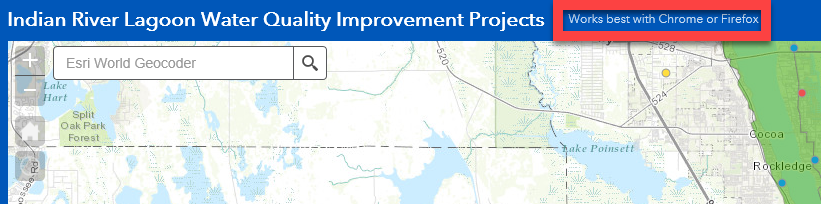 Indian River Lagoon Water Quality Improvement Projects
Works best with Chrome or Firefox
+
Esri World Geocoder
528
520
−
Lake
Hart
524
Split
Oak Park
Forest
Cocoa
Lake Poinsett
Rockledge
Rd